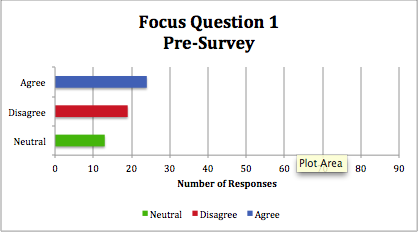 Focus Question 1
Pre-Survey
Agree
Disagree
Neutral
0 10 20 30 40 50 60 80 90
Plot Area
Number of Responses
Neutral Disagree Agree